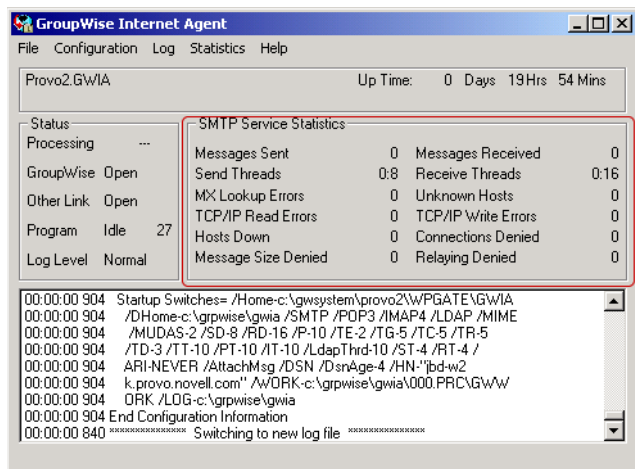 GroupWise Internet Agent
File Configuration Log Statistics Help
Provo2.GWIA Up Time: 0 Days 19 Hrs 54 Mins
Status
Processing ---
GroupWise Open
Other Link Open
Program Idle 27
Log Level Normal
SMTP Service Statistics
Messages Sent 0 Messages Received 0
Send Threads 0:8 Receive Threads 0:16
MX Lookup Errors 0 Unknown Hosts 0
TCP/IP Read Errors 0 TCP/IP Write Errors 0
Hosts Down 0 Connections Denied 0
Message Size Denied 0 Relaying Denied 0
00:00:00 904 Startup Switches= /Home-c:\gwsystem\provo2\WPGATE\GWIA
00:00:00 904 /DHome-c:\grpwise\gwia /SMTP /POP3 /IMAP4 /LDAP /MIME
00:00:00 904 /MUDAS-2 /SD-8 /RD-16 /P-10 /TE-2 /TG-5 /TC-5 /TR-5
00:00:00 904 /TD-3 /TT-10 /PT-10 /IT-10 /LdapThrd-10 /ST-4 /RT-4 /
00:00:00 904 ARI-NEVER /AttachMsg /DSN /DsnAge-4 /HN-"jbd-w2
00:00:00 904 k.provo.novell.com" /WORK-c:\grpwise\gwia\000.PRC\GWW
00:00:00 904 ORK /LOG-c:\grpwise\gwia
00:00:00 904 End Configuration Information
00:00:00 840 *************** Switching to new log file ***************